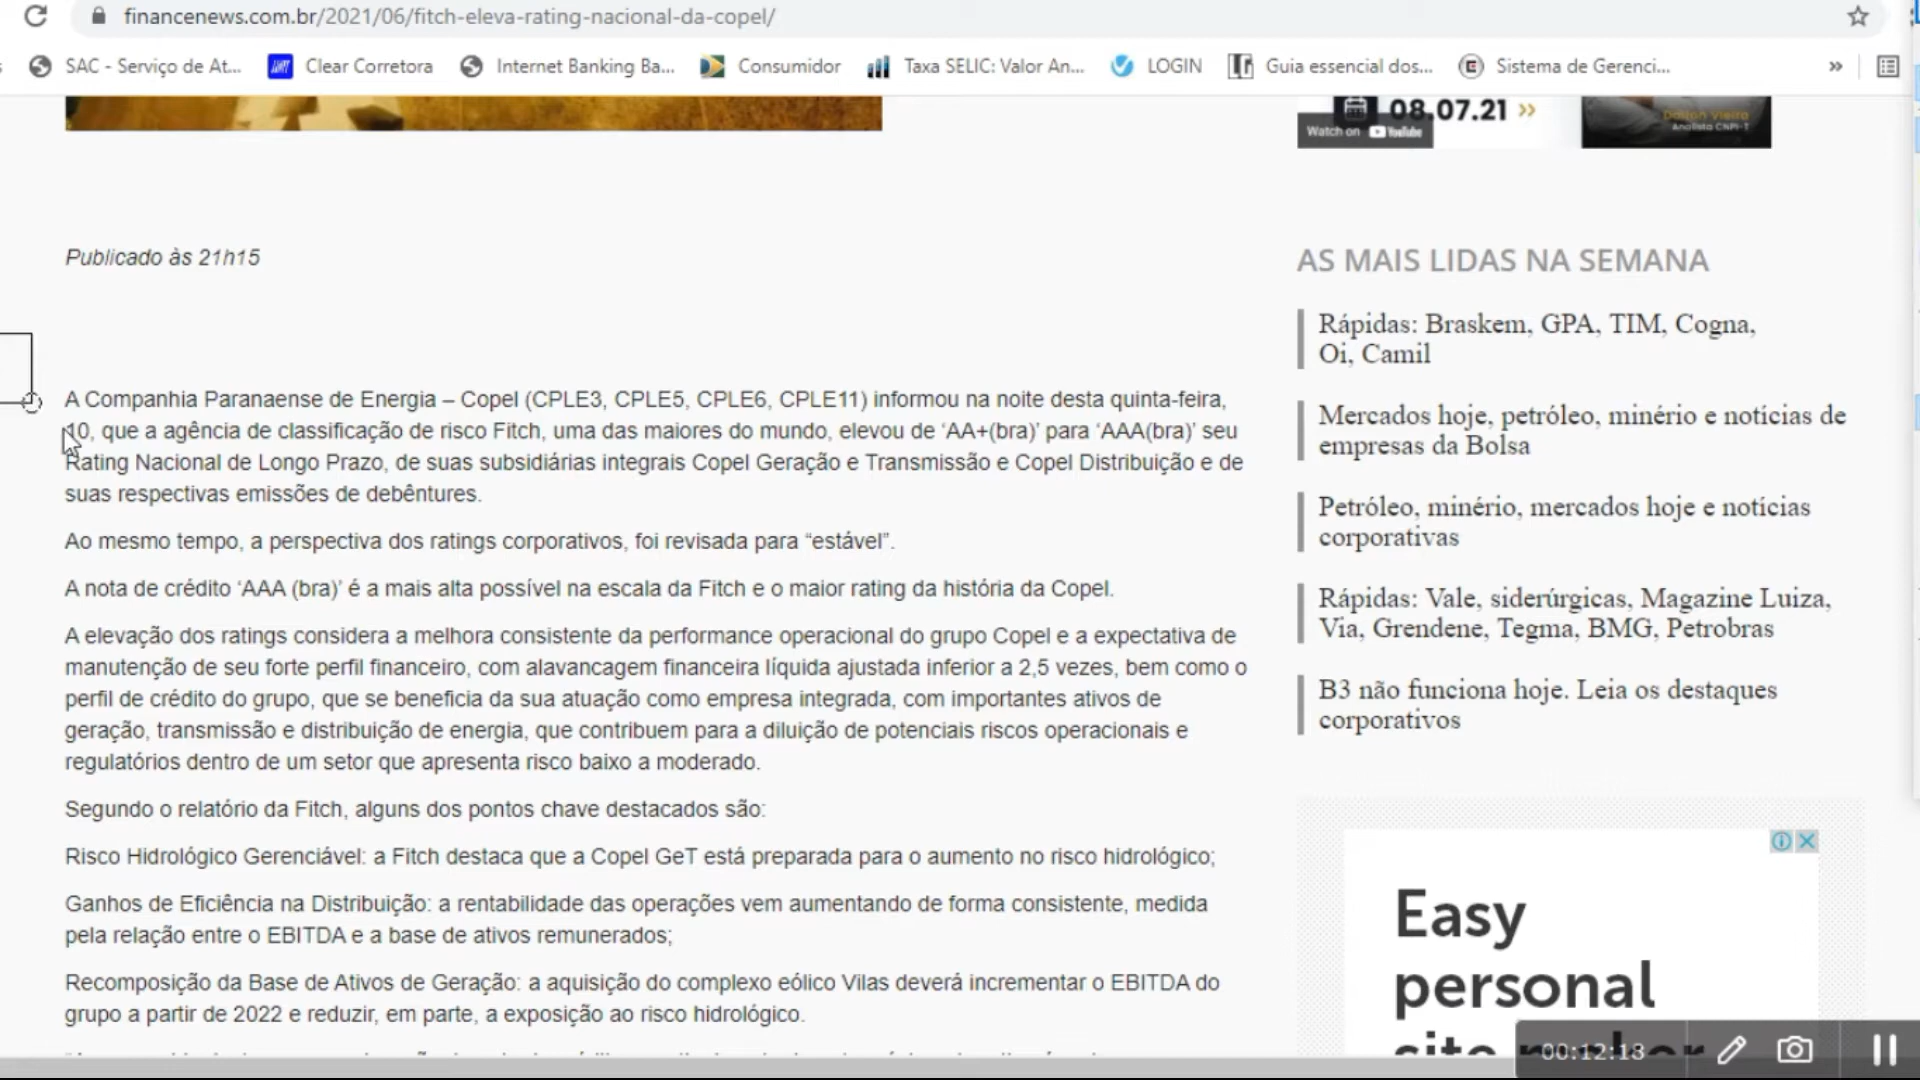 financenews.com.br/2021/06/fitch-eleva-rating-nacional-da-copel/
SAC - Serviço de At... Clear Corretora Internet Banking Ba... Consumidor Taxa SELIC: Valor An... LOGIN Guia essencial dos... Sistema de Gerenci... »
08.07.21 »
Watch on YouTube
Dalton Vieira
Analista CNPI-T
Publicado às 21h15
A Companhia Paranaense de Energia – Copel (CPLE3, CPLE5, CPLE6, CPLE11) informou na noite desta quinta-feira,
10, que a agência de classificação de risco Fitch, uma das maiores do mundo, elevou de ‘AA+(bra)’ para ‘AAA(bra)’ seu
Rating Nacional de Longo Prazo, de suas subsidiárias integrais Copel Geração e Transmissão e Copel Distribuição e de
suas respectivas emissões de debêntures.
Ao mesmo tempo, a perspectiva dos ratings corporativos, foi revisada para “estável”.
A nota de crédito ‘AAA (bra)’ é a mais alta possível na escala da Fitch e o maior rating da história da Copel.
A elevação dos ratings considera a melhora consistente da performance operacional do grupo Copel e a expectativa de
manutenção de seu forte perfil financeiro, com alavancagem financeira líquida ajustada inferior a 2,5 vezes, bem como o
perfil de crédito do grupo, que se beneficia da sua atuação como empresa integrada, com importantes ativos de
geração, transmissão e distribuição de energia, que contribuem para a diluição de potenciais riscos operacionais e
regulatórios dentro de um setor que apresenta risco baixo a moderado.
Segundo o relatório da Fitch, alguns dos pontos chave destacados são:
Risco Hidrológico Gerenciável: a Fitch destaca que a Copel GeT está preparada para o aumento no risco hidrológico;
Ganhos de Eficiência na Distribuição: a rentabilidade das operações vem aumentando de forma consistente, medida
pela relação entre o EBITDA e a base de ativos remunerados;
Recomposição da Base de Ativos de Geração: a aquisição do complexo eólico Vilas deverá incrementar o EBITDA do
grupo a partir de 2022 e reduzir, em parte, a exposição ao risco hidrológico.
AS MAIS LIDAS NA SEMANA
Rápidas: Braskem, GPA, TIM, Cogna,
Oi, Camil
Mercados hoje, petróleo, minério e notícias de
empresas da Bolsa
Petróleo, minério, mercados hoje e notícias
corporativas
Rápidas: Vale, siderúrgicas, Magazine Luiza,
Via, Grendene, Tegma, BMG, Petrobras
B3 não funciona hoje. Leia os destaques
corporativos
Easy
personal
site
00:12:18